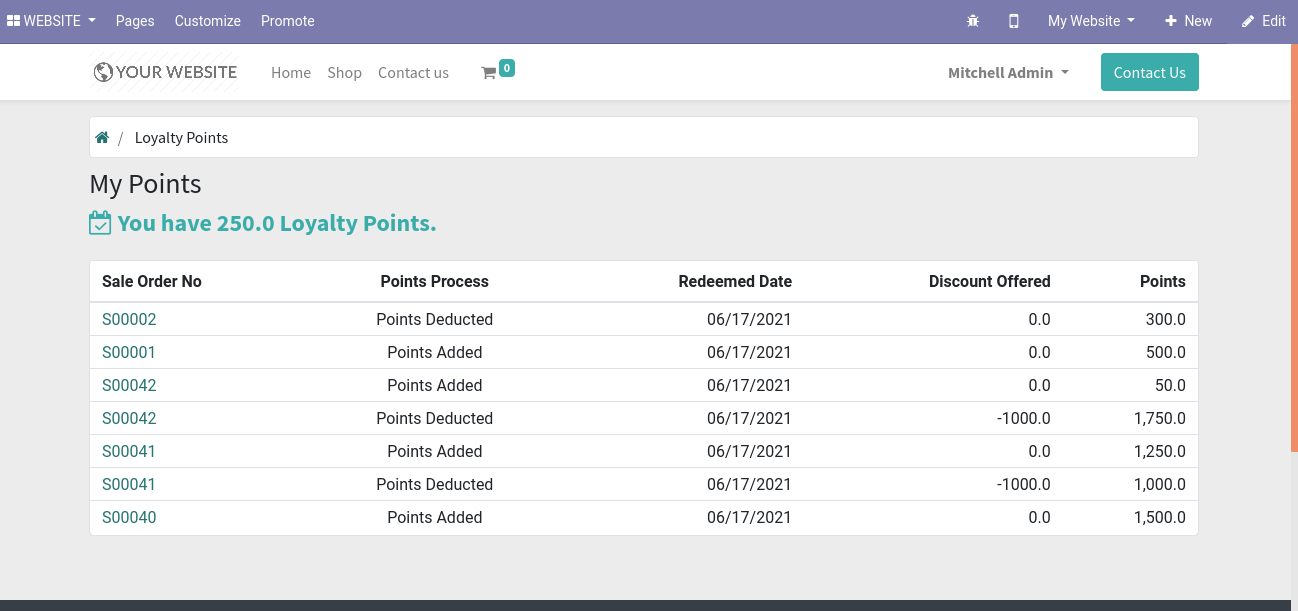 WEBSITE Pages Customize Promote My Website New Edit
YOUR WEBSITE Home Shop Contact us 0 Mitchell Admin Contact Us
/ Loyalty Points
My Points
You have 250.0 Loyalty Points.
Sale Order No Points Process Redeemed Date Discount Offered Points
S00002 Points Deducted 06/17/2021 0.0 300.0
S00001 Points Added 06/17/2021 0.0 500.0
S00042 Points Added 06/17/2021 0.0 50.0
S00042 Points Deducted 06/17/2021 -1000.0 1,750.0
S00041 Points Added 06/17/2021 0.0 1,250.0
S00041 Points Deducted 06/17/2021 -1000.0 1,000.0
S00040 Points Added 06/17/2021 0.0 1,500.0